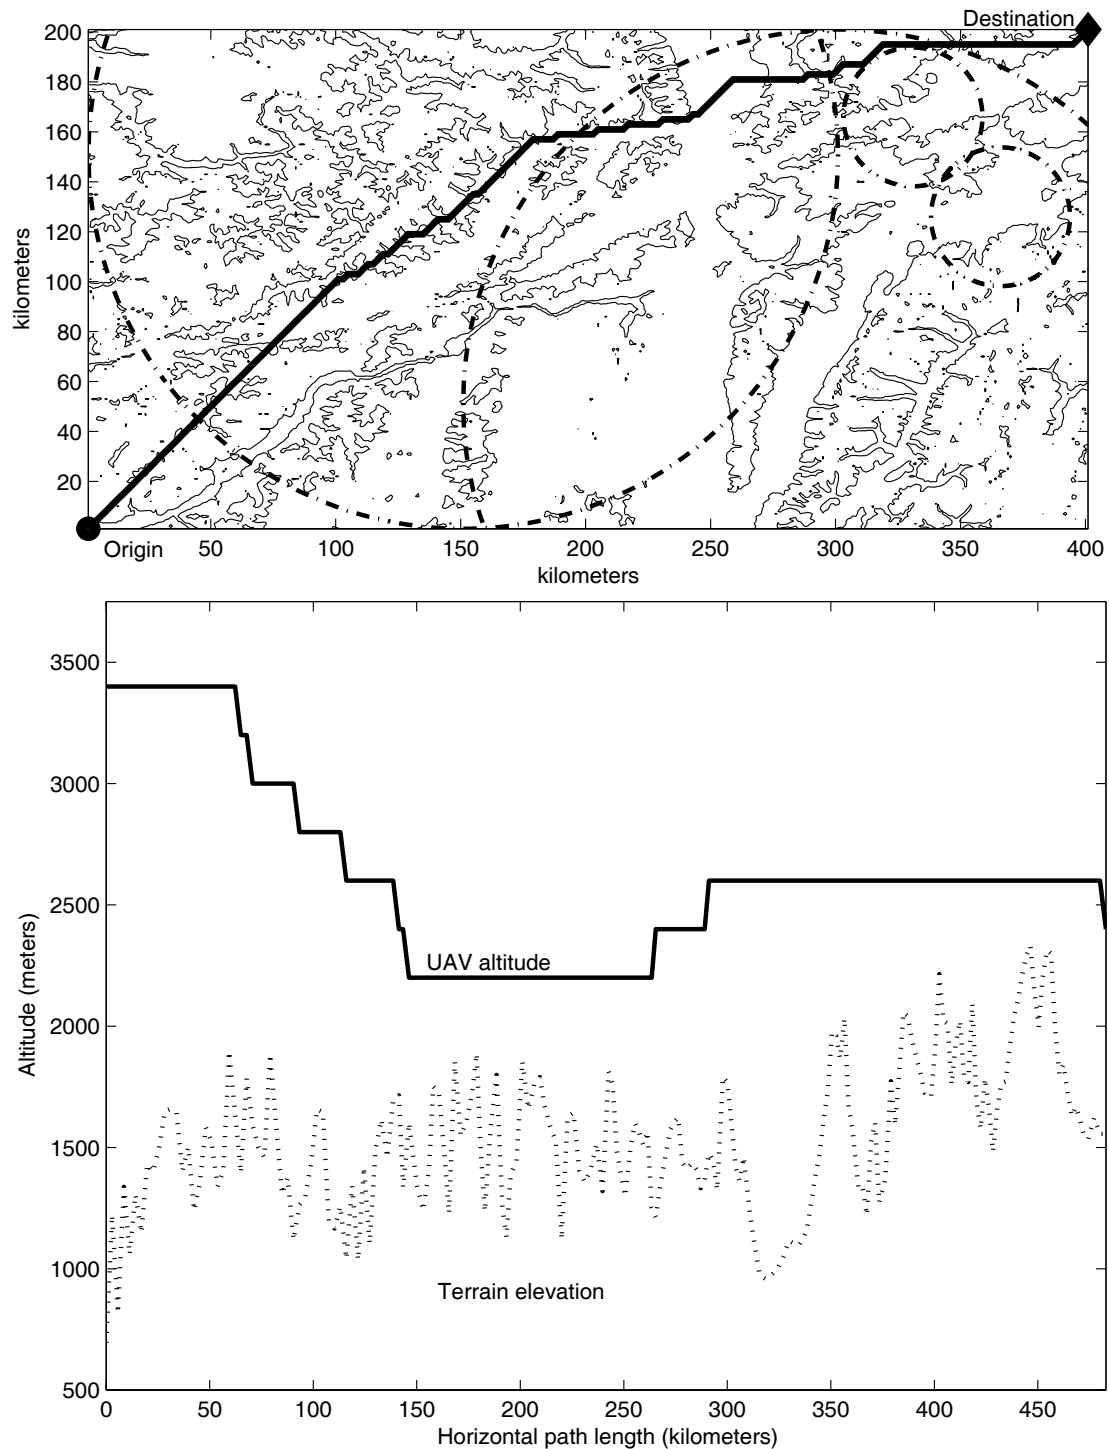 Destination
200
180
160
140
120
100
80
60
40
20
kilometers
Origin
50 100 150 200 250 300 350 400
kilometers
3500
3000
2500
2000
1500
1000
500
Altitude (meters)
UAV altitude
Terrain elevation
0 50 100 150 200 250 300 350 400 450
Horizontal path length (kilometers)